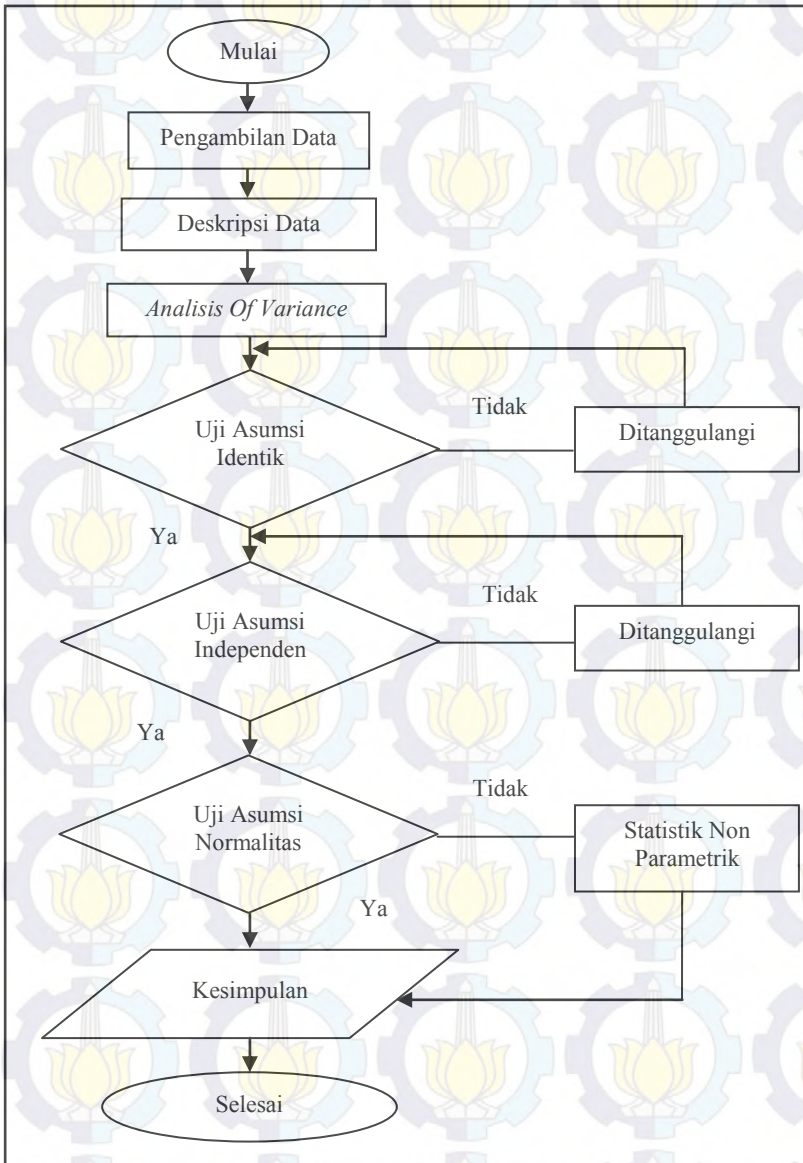 Mulai
Pengambilan Data
Deskripsi Data
Analisis Of Variance
Uji Asumsi
Identik
Tidak
Ditanggulangi
Ya
Uji Asumsi
Independen
Tidak
Ditanggulangi
Ya
Uji Asumsi
Normalitas
Tidak
Statistik Non
Parametrik
Ya
Kesimpulan
Selesai